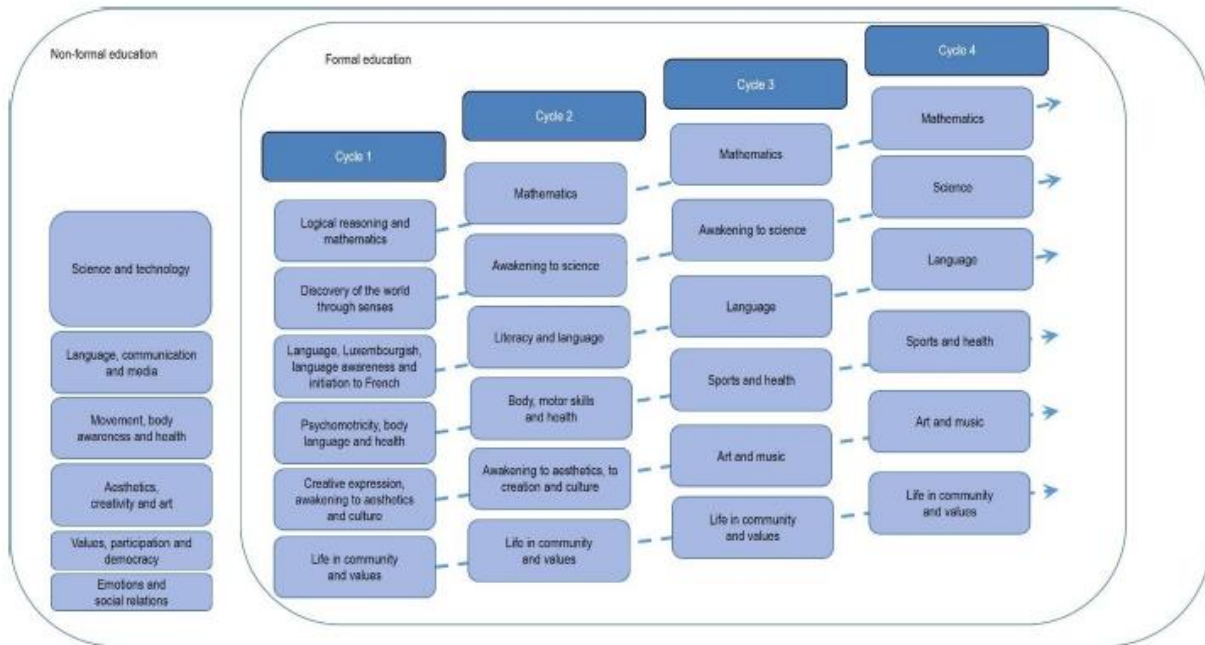 Non-formal education
Science and technology
Language, communication
and media
Movement, body
awareness and health
Aesthetics,
creativity and art
Values, participation and
democracy
Emotions and
social relations
Formal education
Cycle 1
Logical reasoning and
mathematics
Discovery of the world
through senses
Language, Luxembourgish,
language awareness and
initiation to French
Psychomotricity, body
language and health
Creative expression,
awakening to aesthetics
and culture
Life in community
and values
Cycle 2
Mathematics
Awakening to science
Literacy and language
Body, motor skills
and health
Awakening to aesthetics, to
creation and culture
Life in community
and values
Cycle 3
Mathematics
Awakening to science
Language
Sports and health
Art and music
Life in community
and values
Cycle 4
Mathematics
Science
Language
Sports and health
Art and music
Life in community
and values